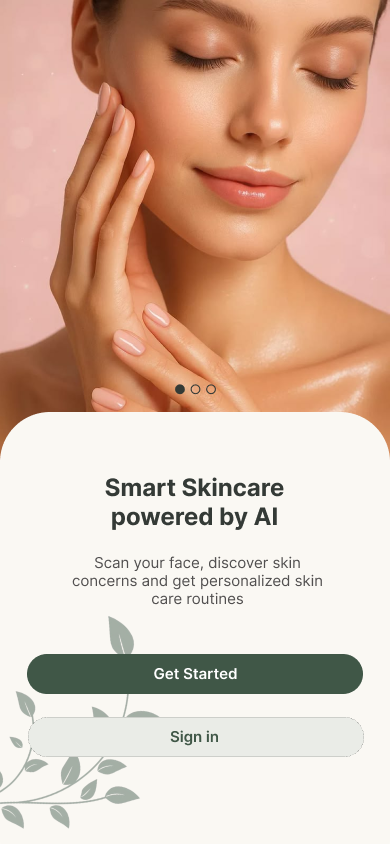 Smart Skincare
powered by AI
Scan your face, discover skin
concerns and get personalized skin
care routines
Get Started
Sign in